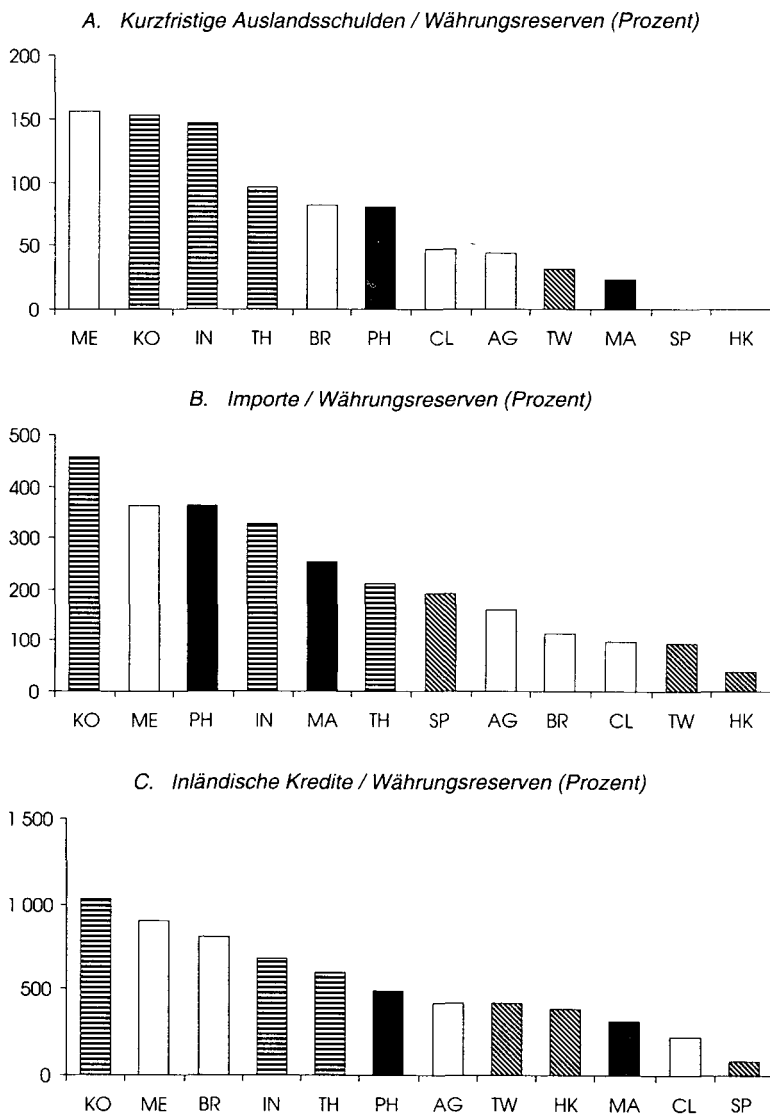 A. Kurzfristige Auslandsschulden / Währungsreserven (Prozent)
200
150
100
50
0
ME KO IN TH BR PH CL AG TW MA SP HK
B. Importe / Währungsreserven (Prozent)
500
400
300
200
100
0
KO ME PH IN MA TH SP AG BR CL TW HK
C. Inländische Kredite / Währungsreserven (Prozent)
1 500
1 000
500
0
KO ME BR IN TH PH AG TW HK MA CL SP